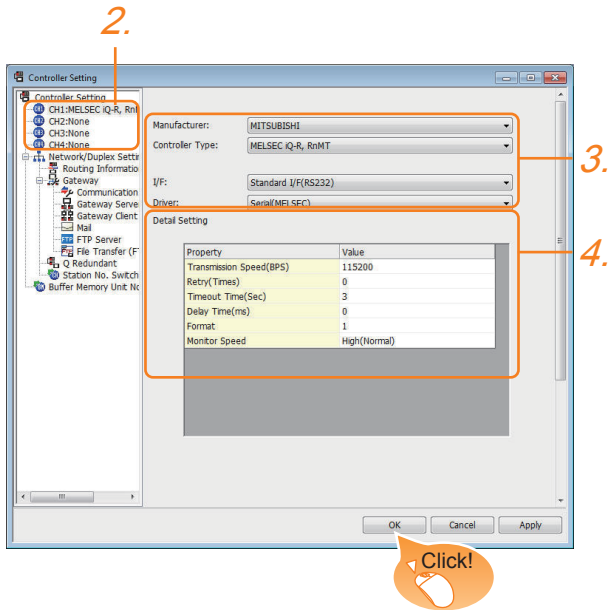 2.
Controller Setting
Controller Setting
CH1:MELSEC iQ-R, RnM
CH2:None
CH3:None
CH4:None
Network/Duplex Settin
Routing Informatio
Gateway
Communication
Gateway Serve
Gateway Client
Mail
FTP Server
File Transfer (FT
Q Redundant
Station No. Switch
Buffer Memory Unit No
Manufacturer: MITSUBISHI
Controller Type: MELSEC iQ-R, RnMT
I/F: Standard I/F(RS232)
Driver: Serial(MELSEC)
3.
Detail Setting
4.
Property Value
Transmission Speed(BPS) 115200
Retry(Times) 0
Timeout Time(Sec) 3
Delay Time(ms) 0
Format 1
Monitor Speed High(Normal)
OK Cancel Apply
Click!